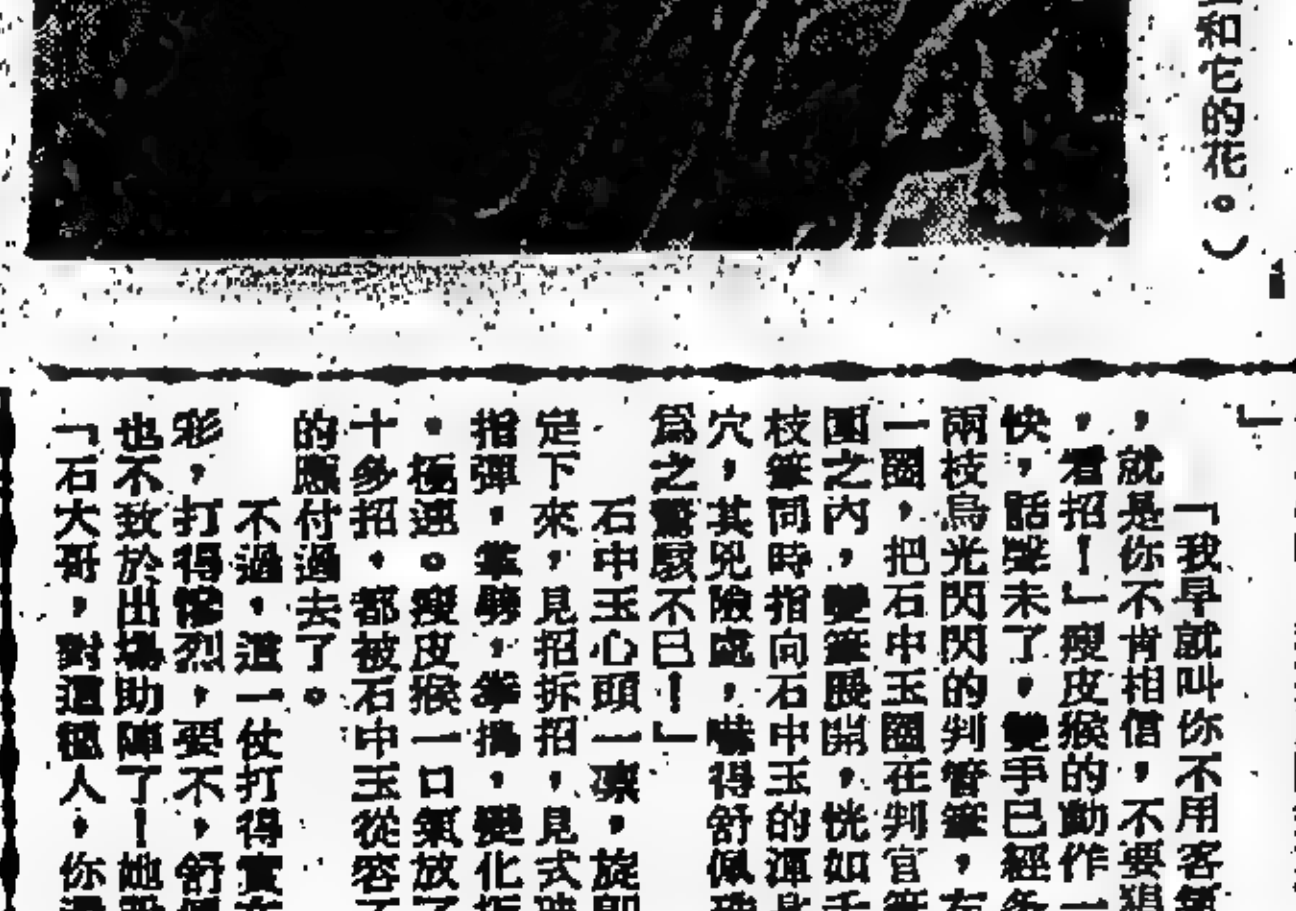 和它的花。）
「我早就叫你不用客氣
，就是你不肯相信，不要
，看招！」瘦皮猴的動作一
快，話聲未了，雙手已經
兩枝烏光閃閃的判官筆，左
一圈，把石中玉圈在判官筆
圍之內，雙筆展開，恍如千
枝筆同時指向石中玉的渾身
穴，其兇險處，嚇得舒佩
為之驚駭不已！」
石中玉心頭一凜，旋即
定下來，見招拆招，見式破
指彈，筆劈，拳搗，變化
，極速。瘦皮猴一口氣放了
十多招，都被石中玉從容
的應付過去了。
不過，這一仗打得實在
彩，打得慘烈，要不，舒佩
也不致於出場助陣了！她
「石大哥，對這種人，你還